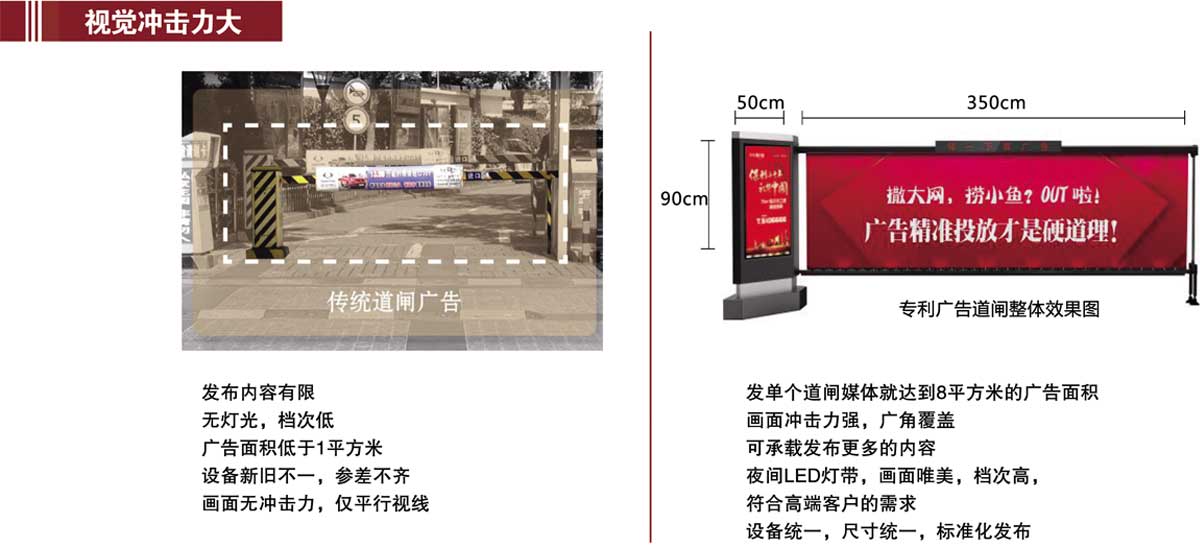 视觉冲击力大
5
传统道闸广告
发布内容有限
无灯光，档次低
广告面积低于1平方米
设备新旧不一，参差不齐
画面无冲击力，仅平行视线
50cm
350cm
90cm
撒大网，捞小鱼？OUT 啦！
广告精准投放才是硬道理！
专利广告道闸整体效果图
发单个道闸媒体就达到8平方米的广告面积
画面冲击力强，广角覆盖
可承载发布更多的内容
夜间LED灯带，画面唯美，档次高，
符合高端客户的需求
设备统一，尺寸统一，标准化发布